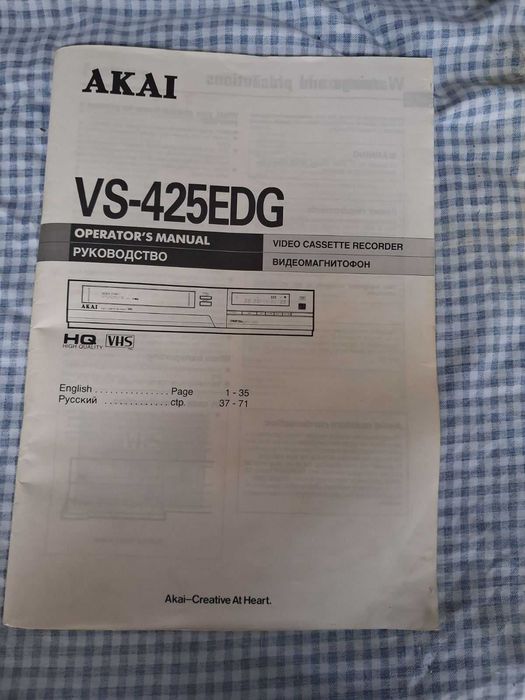 AKAI
VS-425EDG
OPERATOR'S MANUAL
VIDEO CASSETTE RECORDER
РУКОВОДСТВО
ВИДЕОМАГНИТОФОН
AKAI
HQ VHS
HIGH QUALITY
English . . . . . . . . . . . . . . Page 1 - 35
Русский . . . . . . . . . . . . . стр. 37 - 71
Akai–Creative At Heart.